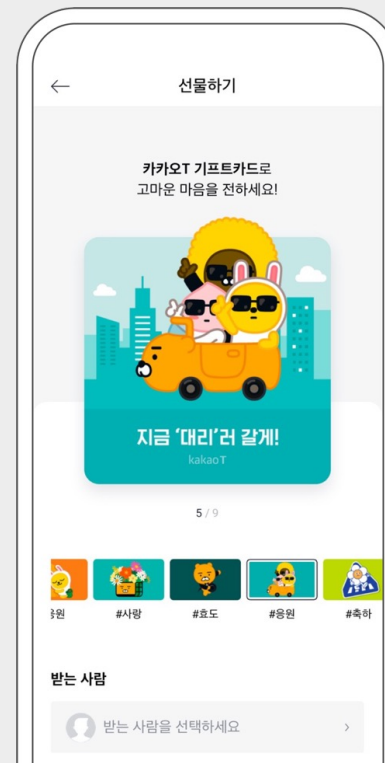 선물하기
카카오T 기프트카드로
고마운 마음을 전하세요!
지금 '대리'러 갈게!
kakaoT
5 / 9
응원
#사랑
#효도
#응원
#축하
받는 사람
받는 사람을 선택하세요